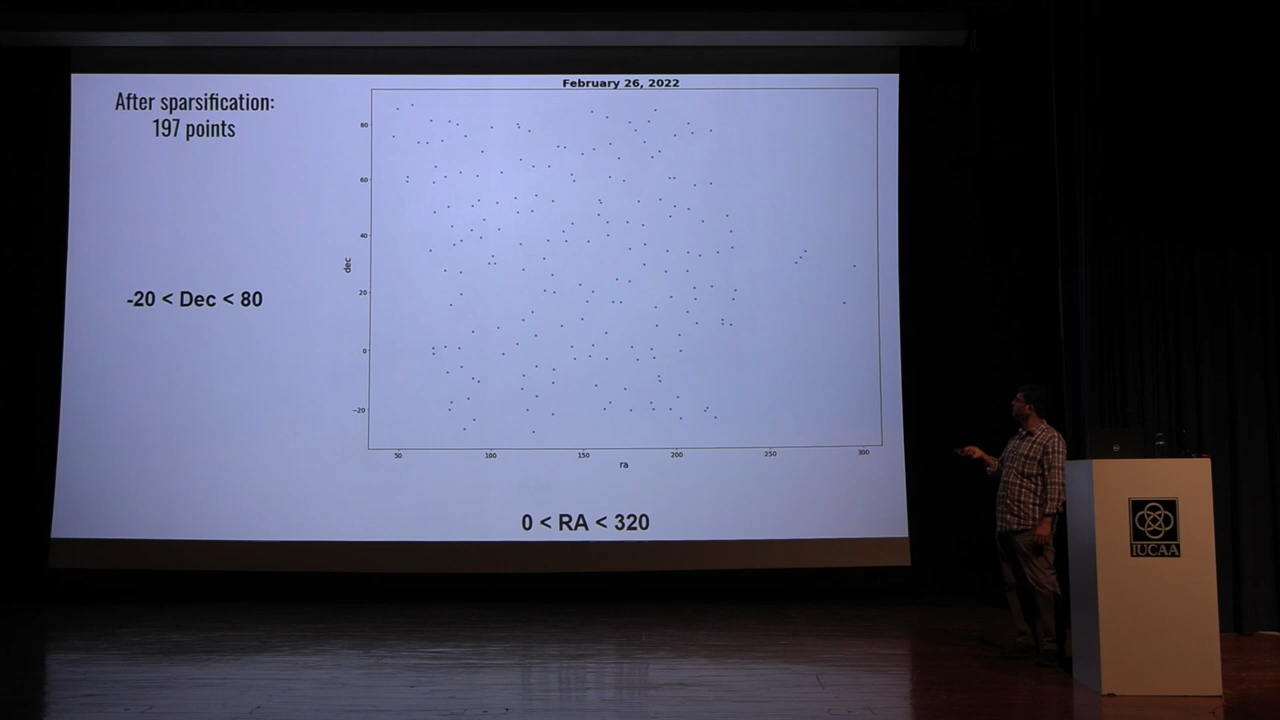 After sparsification:
197 points
-20 < Dec < 80
February 26, 2022
80
60
40
20
0
−20
dec
50
100
150
200
250
300
ra
0 < RA < 320
IUCAA